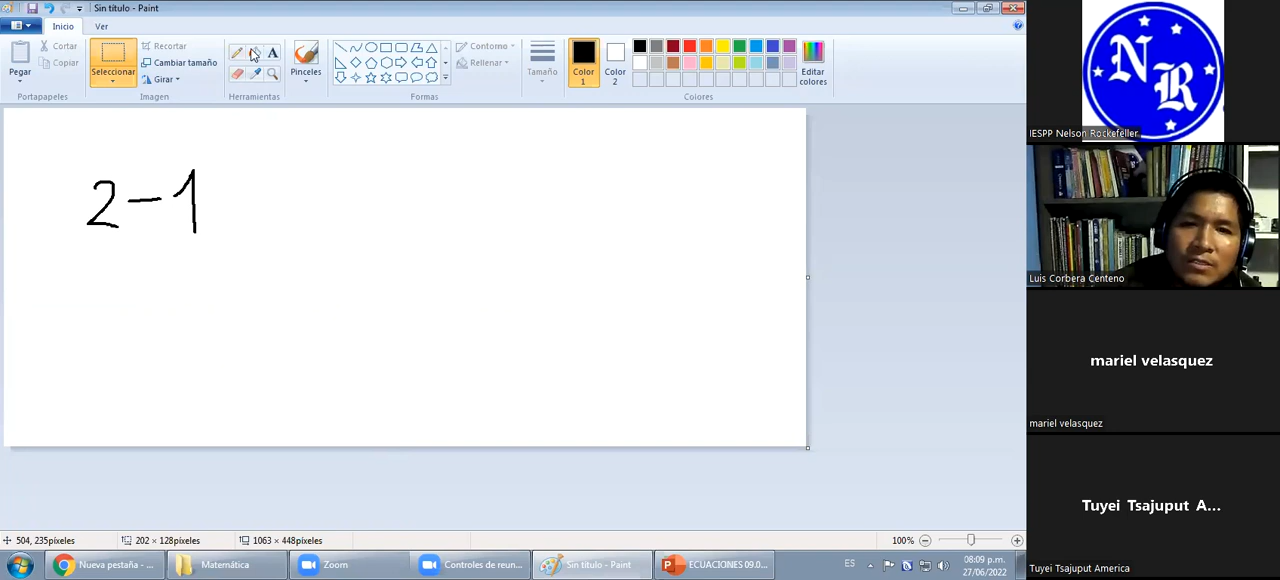 Sin título - Paint
Inicio
Ver
Pegar
Cortar
Copiar
Portapapeles
Seleccionar
Recortar
Cambiar tamaño
Girar
Imagen
A
Herramientas
Pinceles
Contorno
Rellenar
Formas
Tamaño
Color 1
Color 2
Editar colores
Colores
2-1
504, 235píxeles
202 × 128píxeles
1063 × 448píxeles
100%
Nueva pestaña - ...
Matemática
Zoom
Controles de reun...
Sin título - Paint
ECUACIONES 09.0...
ES
08:09 p.m.
27/06/2022
N R
IESPP Nelson Rockefeller
Luis Corbera Centeno
mariel velasquez
mariel velasquez
Tuyei Tsajuput A...
Tuyei Tsajuput America